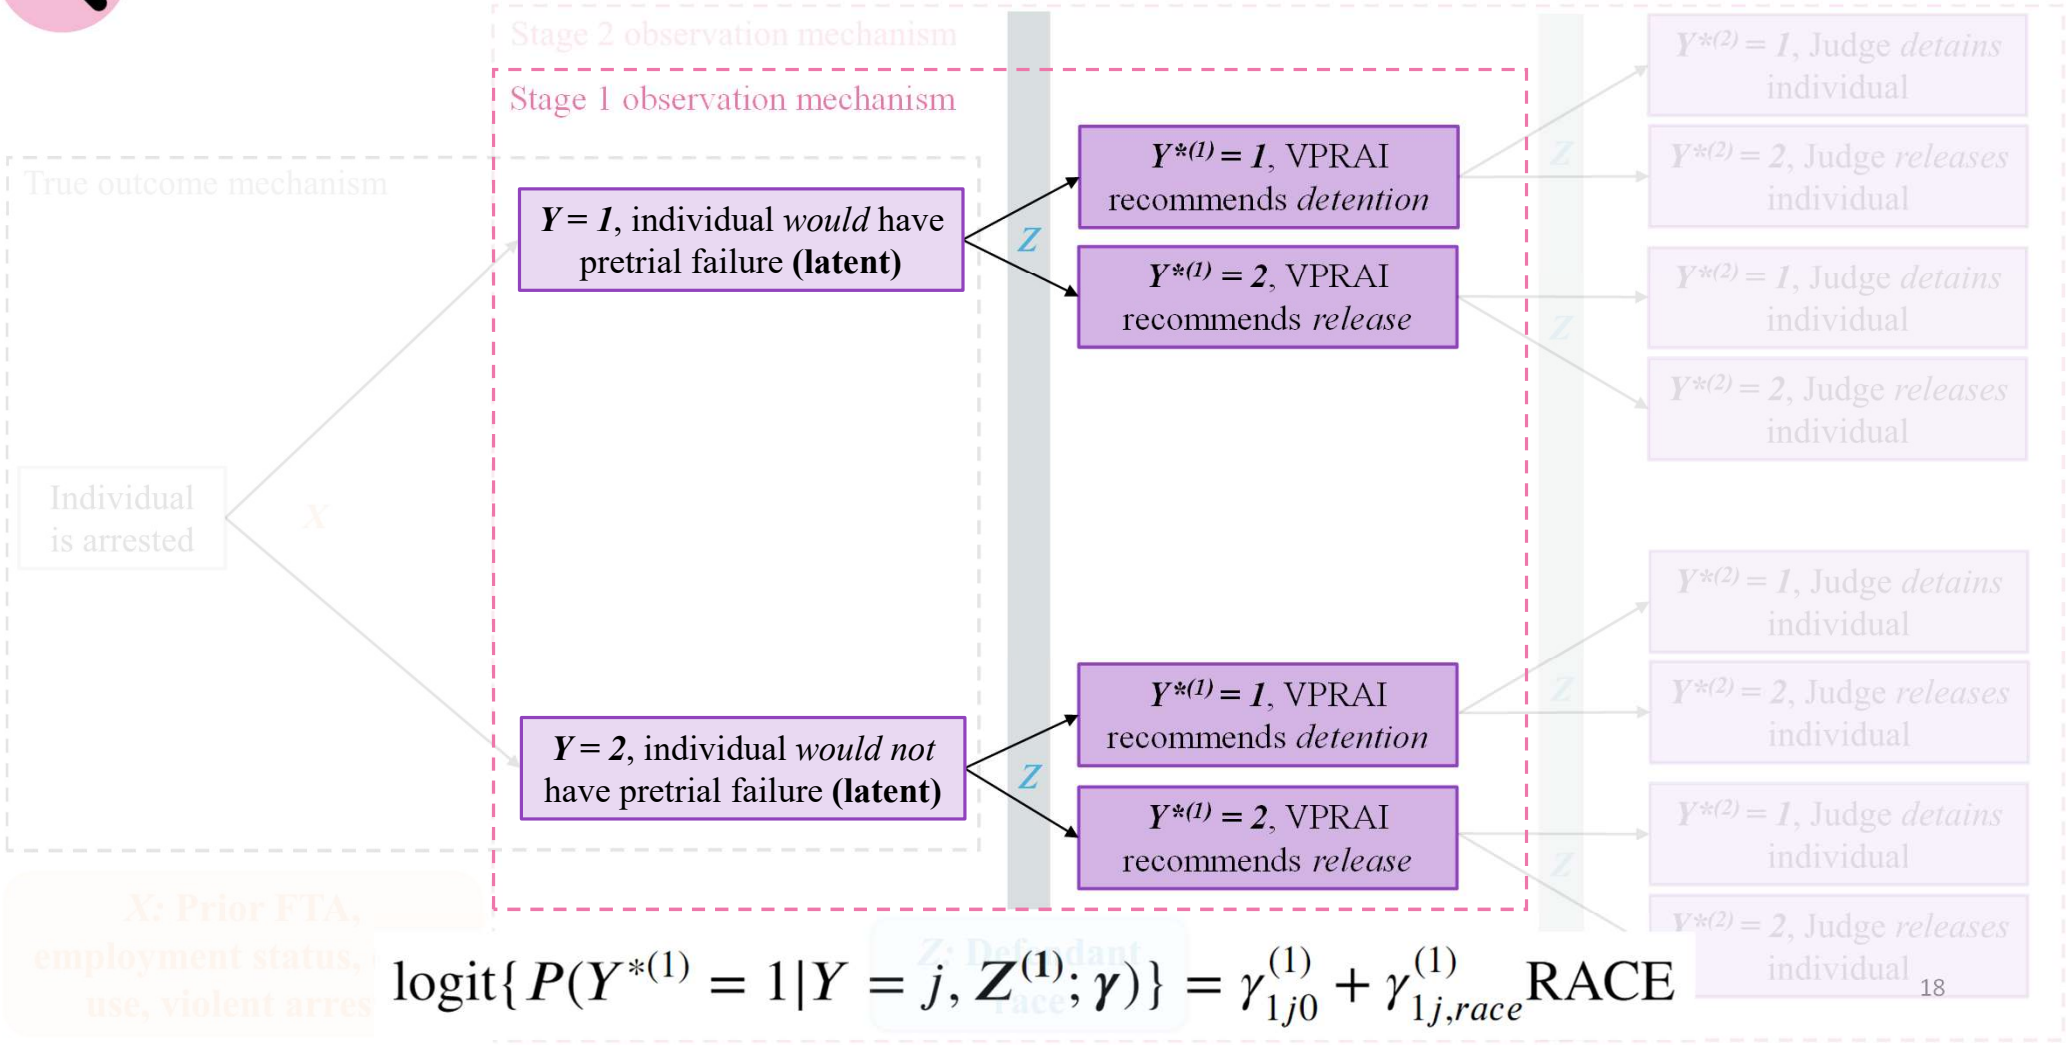 Stage 2 observation mechanism
Stage 1 observation mechanism
True outcome mechanism
Individual
is arrested
X
Y = 1, individual would have
pretrial failure (latent)
Y = 2, individual would not
have pretrial failure (latent)
Z
Z
Y*(1) = 1, VPRAI
recommends detention
Y*(1) = 2, VPRAI
recommends release
Y*(1) = 1, VPRAI
recommends detention
Y*(1) = 2, VPRAI
recommends release
Z
Z
Z
Z
Y*(2) = 1, Judge detains
individual
Y*(2) = 2, Judge releases
individual
Y*(2) = 1, Judge detains
individual
Y*(2) = 2, Judge releases
individual
Y*(2) = 1, Judge detains
individual
Y*(2) = 2, Judge releases
individual
Y*(2) = 1, Judge detains
individual
Y*(2) = 2, Judge releases
individual
X: Prior FTA,
employment status,
use, violent arres
Z: Defendant
race
logit{P(Y*(1) = 1|Y = j, Z(1); γ)} = γ(1)1j0 + γ(1)1j,race RACE
18